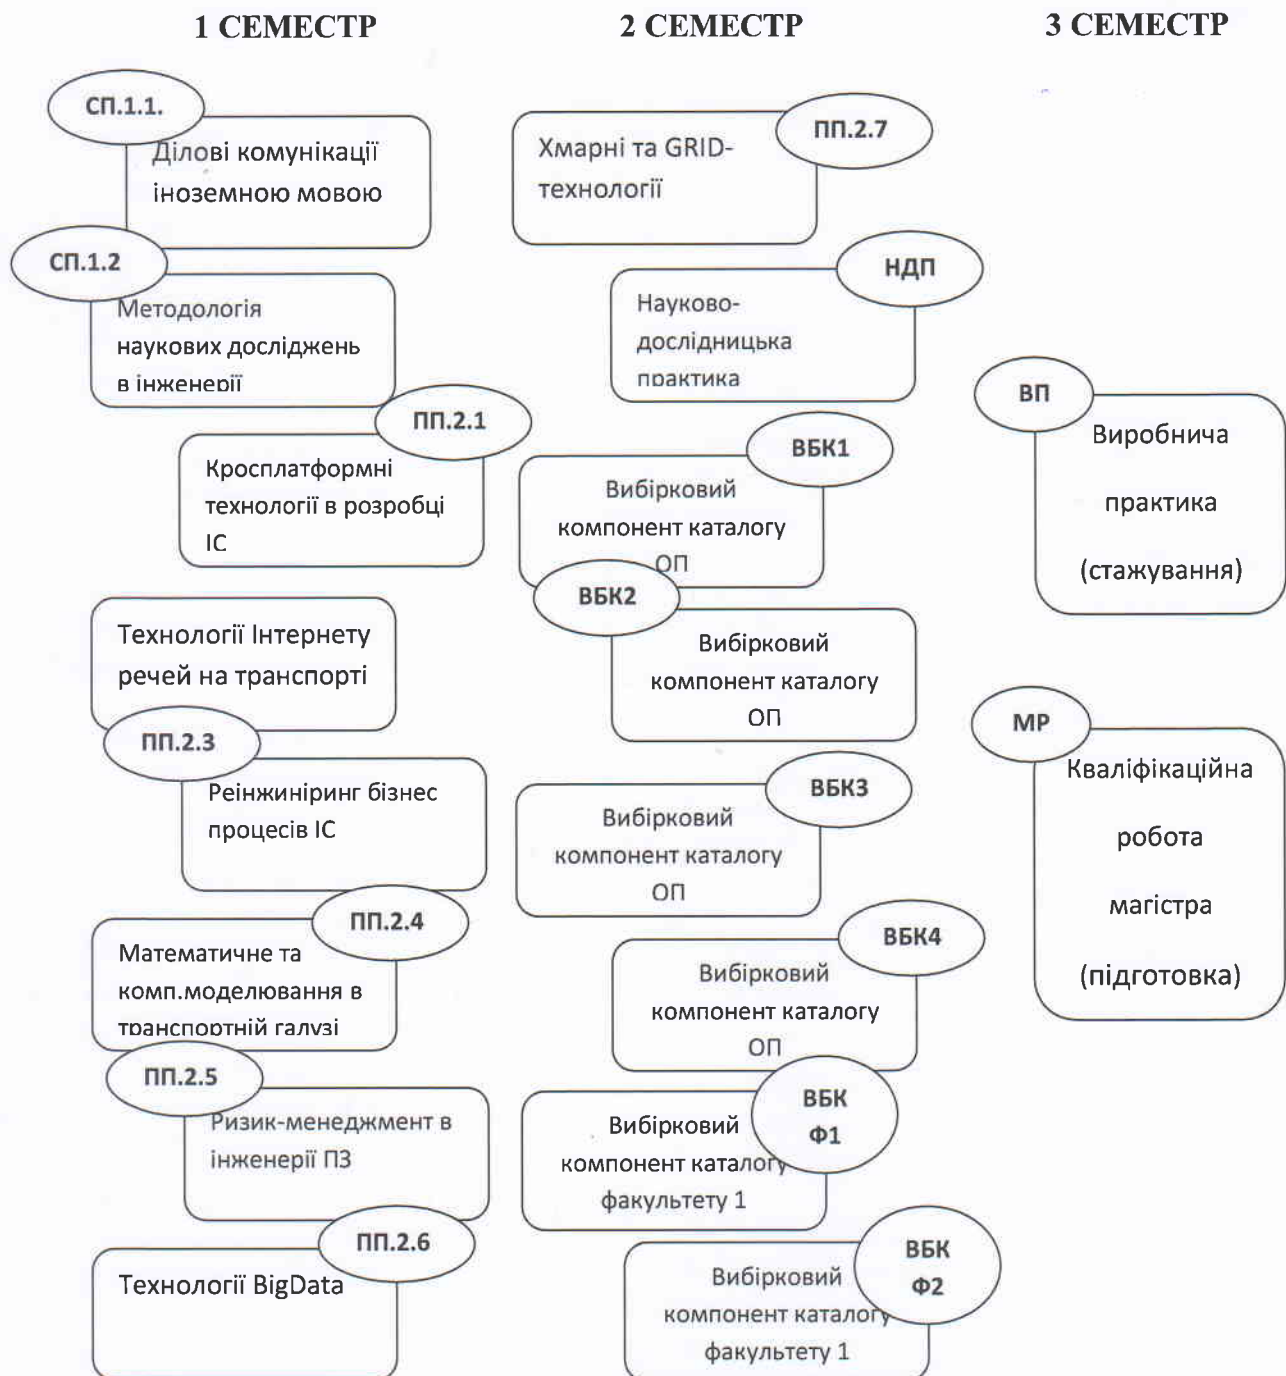 1 СЕМЕСТР
СП.1.1.
Ділові комунікації
іноземною мовою
СП.1.2
Методологія
наукових досліджень
в інженерії
ПП.2.1
Кросплатформні
технології в розробці
ІС
Технології Інтернету
речей на транспорті
ПП.2.3
Реінжиніринг бізнес
процесів ІС
ПП.2.4
Математичне та
комп.моделювання в
транспортній галузі
ПП.2.5
Ризик-менеджмент в
інженерії ПЗ
ПП.2.6
Технології BigData
2 СЕМЕСТР
ПП.2.7
Хмарні та GRID-
технології
НДП
Науково-
дослідницька
практика
ВБК1
Вибірковий
компонент каталогу
ОП
ВБК2
Вибірковий
компонент каталогу
ОП
ВБК3
Вибірковий
компонент каталогу
ОП
ВБК4
Вибірковий
компонент каталогу
ОП
ВБК
Ф1
Вибірковий
компонент каталогу
факультету 1
ВБК
Ф2
Вибірковий
компонент каталогу
факультету 1
3 СЕМЕСТР
ВП
Виробнича
практика
(стажування)
МР
Кваліфікаційна
робота
магістра
(підготовка)